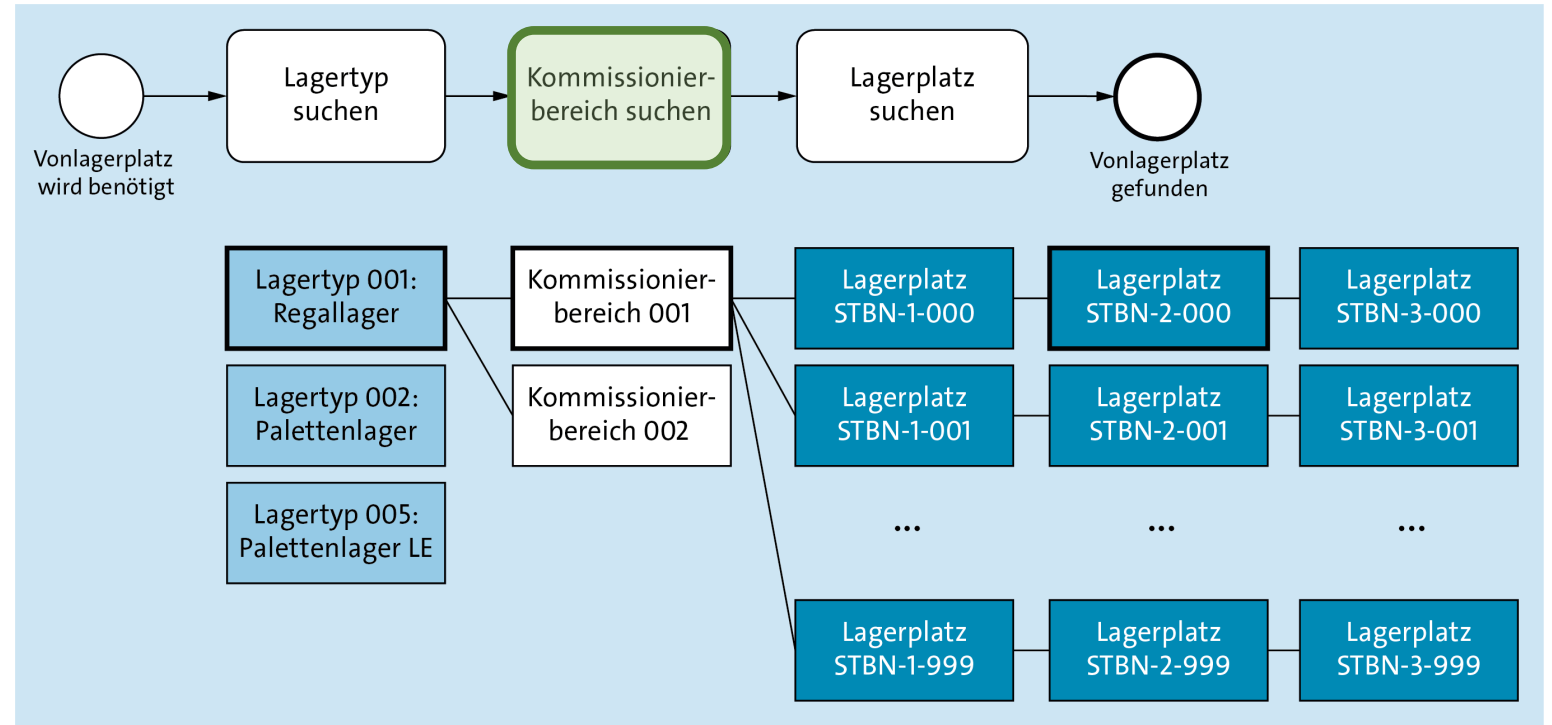 Lagertyp
suchen
Kommissionier-
bereich suchen
Lagerplatz
suchen
Vonlagerplatz
wird benötigt
Vonlagerplatz
gefunden
Lagertyp 001:
Regallager
Kommissionier-
bereich 001
Lagerplatz
STBN-1-000
Lagerplatz
STBN-2-000
Lagerplatz
STBN-3-000
Lagertyp 002:
Palettenlager
Kommissionier-
bereich 002
Lagerplatz
STBN-1-001
Lagerplatz
STBN-2-001
Lagerplatz
STBN-3-001
Lagertyp 005:
Palettenlager LE
...
...
...
Lagerplatz
STBN-1-999
Lagerplatz
STBN-2-999
Lagerplatz
STBN-3-999